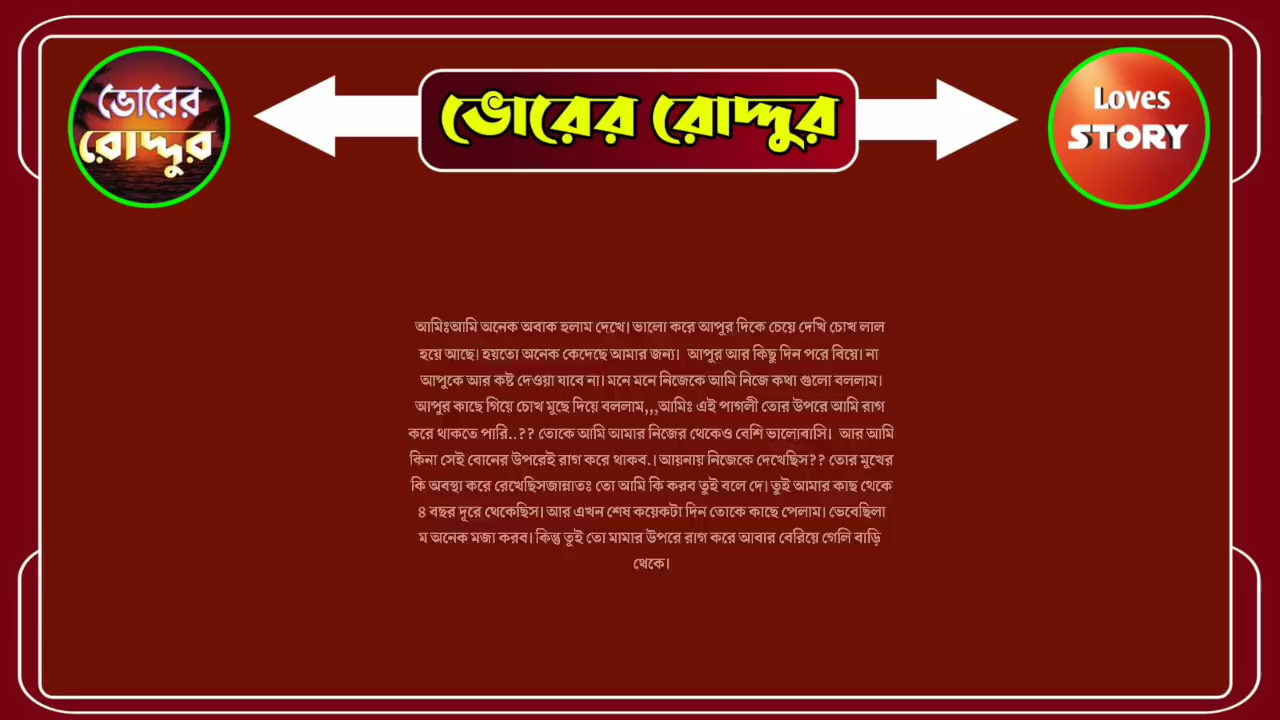 ভোরের
রোদ্দুর
ভোরের রোদ্দুর
Loves
STORY
আমিঃআমি অনেক অবাক হলাম দেখে। ভালো করে আপুর দিকে চেয়ে দেখি চোখ লাল
হয়ে আছে। হয়তো অনেক কেদেছে আমার জন্য।  আপুর আর কিছু দিন পরে বিয়ে। না
আপুকে আর কষ্ট দেওয়া যাবে না। মনে মনে নিজেকে আমি নিজে কথা গুলো বললাম।
আপুর কাছে গিয়ে চোখ মুছে দিয়ে বললাম,,,আমিঃ এই পাগলী তোর উপরে আমি রাগ
করে থাকতে পারি..?? তোকে আমি আমার নিজের থেকেও বেশি ভালোবাসি।  আর আমি
কিনা সেই বোনের উপরেই রাগ করে থাকব.। আয়নায় নিজেকে দেখেছিস?? তোর মুখের
কি অবস্থা করে রেখেছিসজান্নাতঃ তো আমি কি করব তুই বলে দে। তুই আমার কাছ থেকে
৪ বছর দূরে থেকেছিস। আর এখন শেষ কয়েকটা দিন তোকে কাছে পেলাম। ভেবেছিলা
ম অনেক মজা করব। কিন্তু তুই তো মামার উপরে রাগ করে আবার বেরিয়ে গেলি বাড়ি
থেকে।